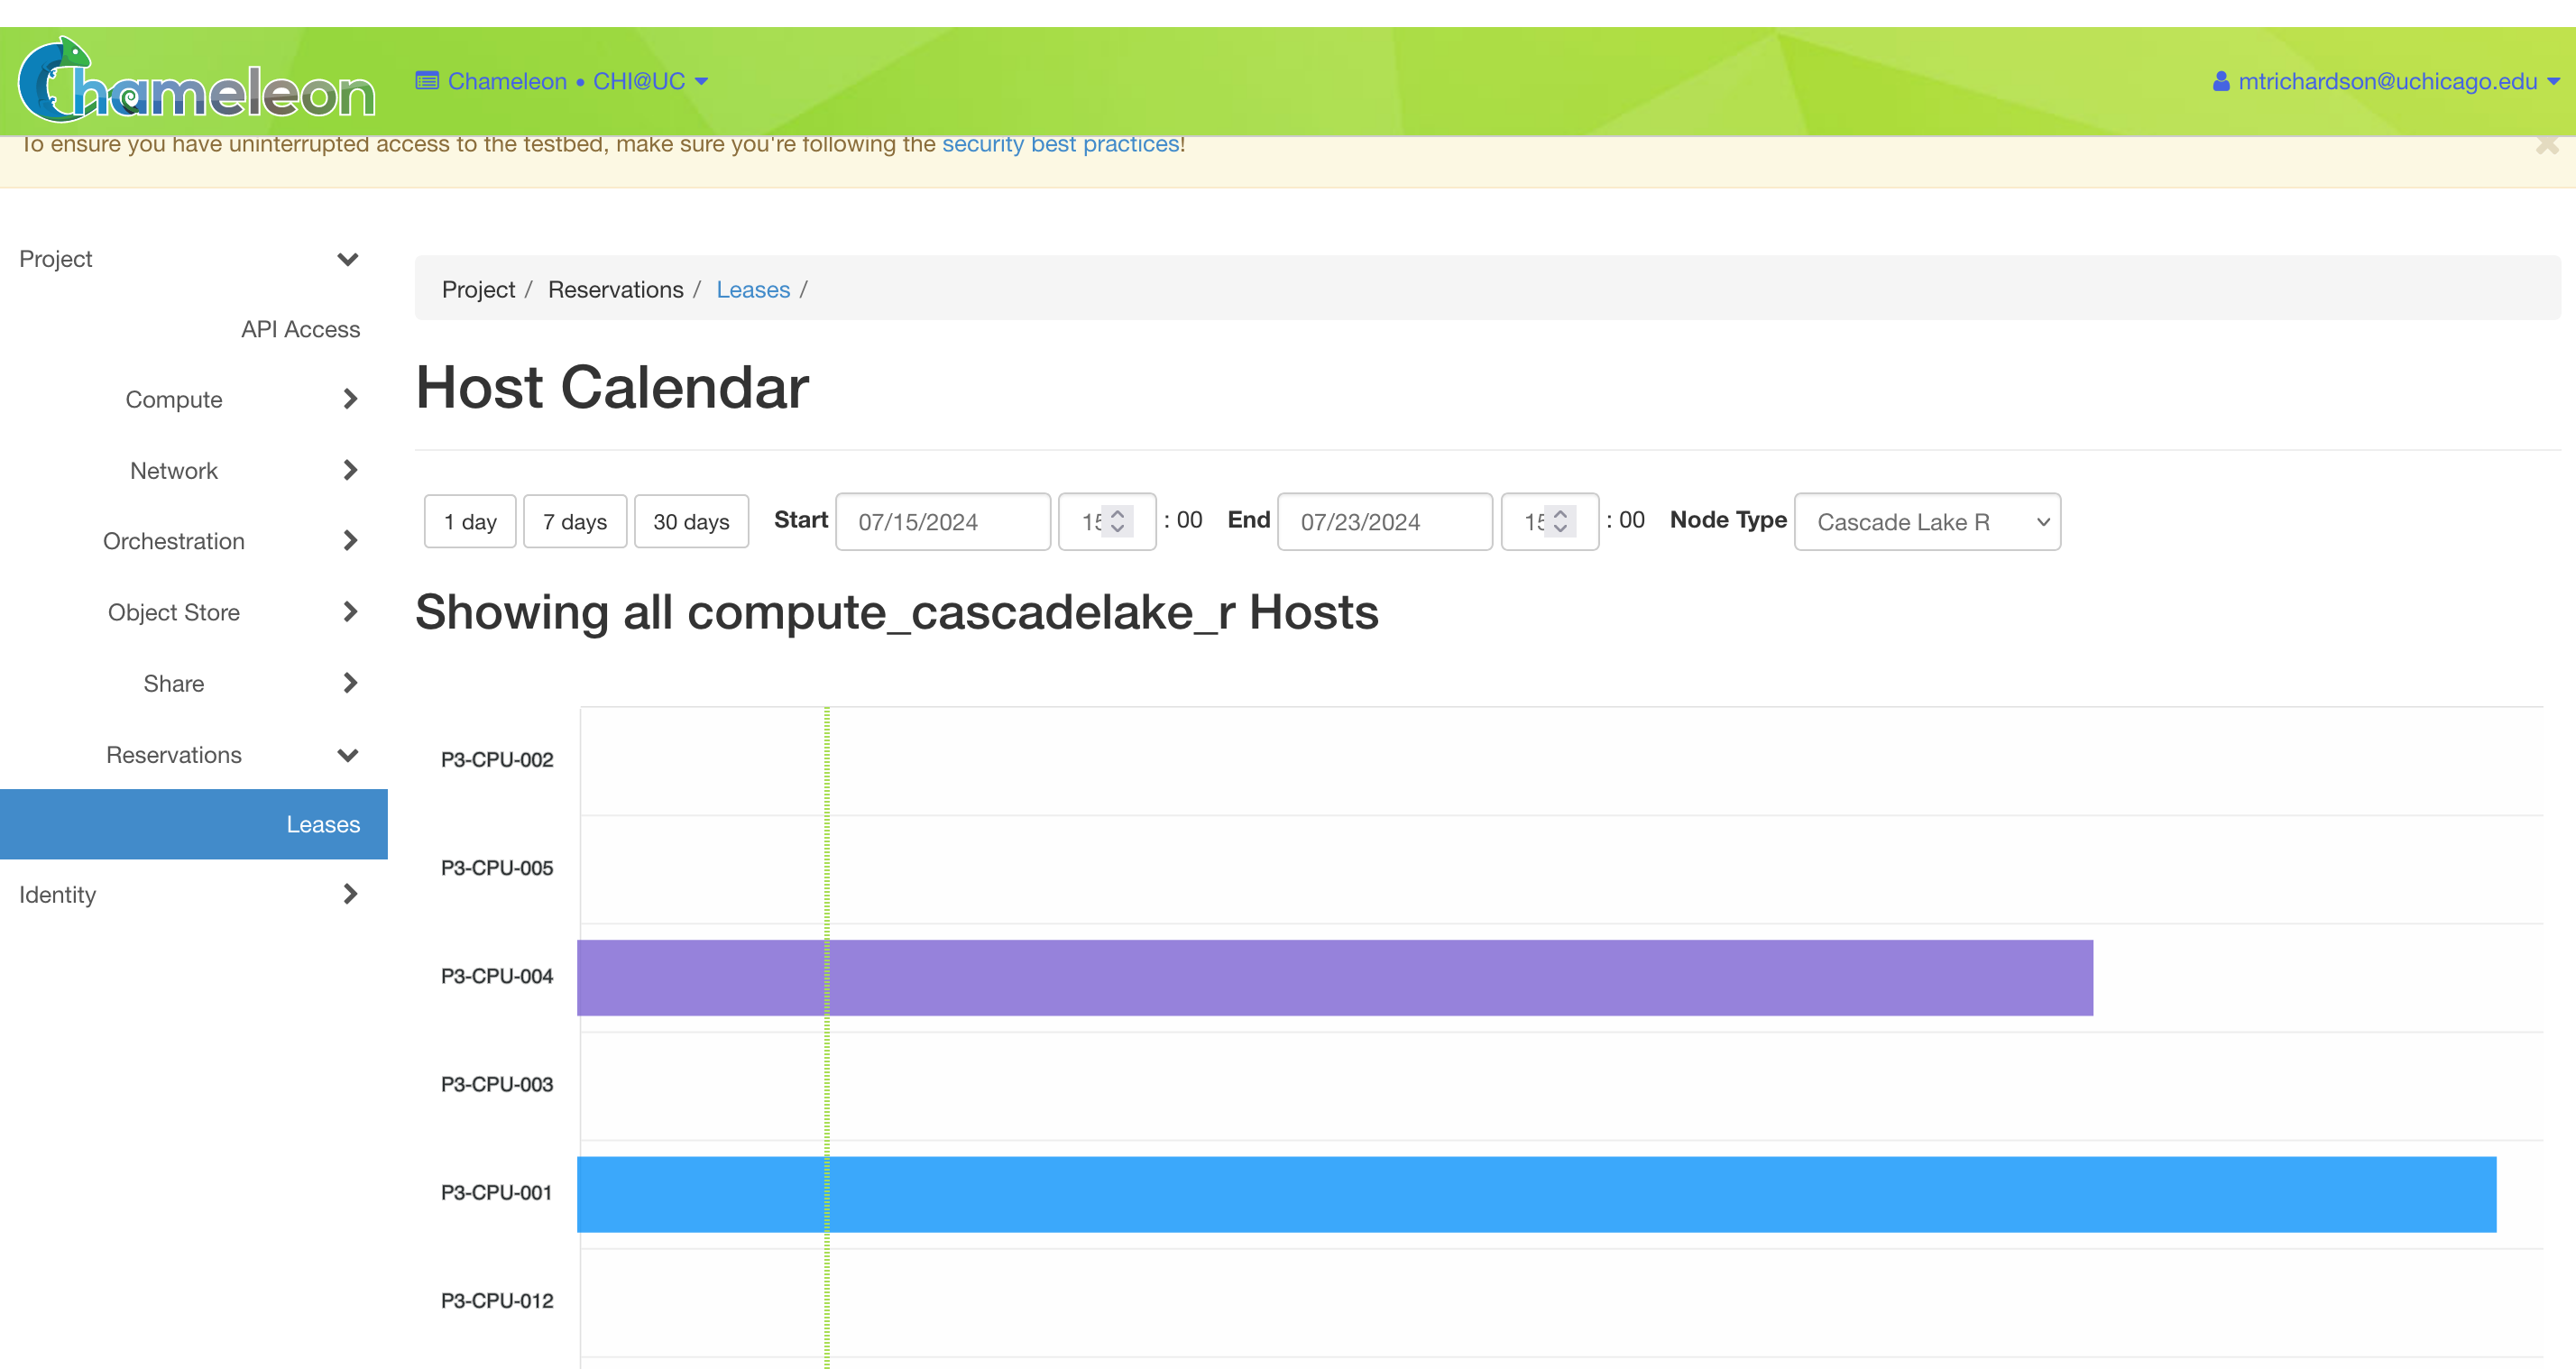 Chameleon
Chameleon • CHI@UC
mtrichardson@uchicago.edu
To ensure you have uninterrupted access to the testbed, make sure you're following the security best practices!
Project
API Access
Compute
Network
Orchestration
Object Store
Share
Reservations
Leases
Identity
Project / Reservations / Leases /
Host Calendar
1 day 7 days 30 days Start 07/15/2024 15 : 00 End 07/23/2024 15 : 00 Node Type Cascade Lake R
Showing all compute_cascadelake_r Hosts
P3-CPU-002
P3-CPU-005
P3-CPU-004
P3-CPU-003
P3-CPU-001
P3-CPU-012